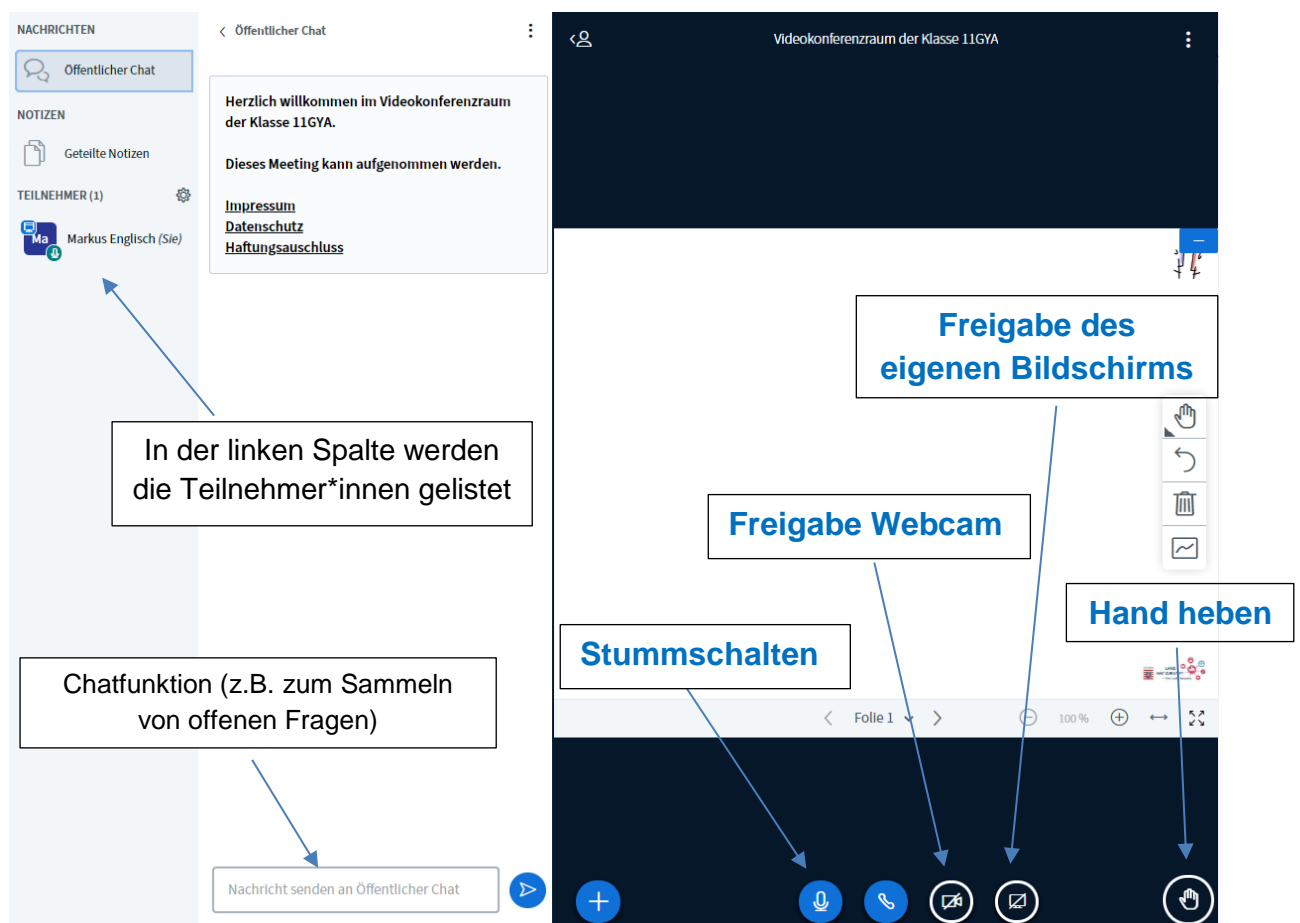 NACHRICHTEN
Öffentlicher Chat
NOTIZEN
Geteilte Notizen
TEILNEHMER (1)
Ma
Markus Englisch (Sie)
Öffentlicher Chat
Herzlich willkommen im Videokonferenzraum
der Klasse 11GYA.
Dieses Meeting kann aufgenommen werden.
Impressum
Datenschutz
Haftungsauschluss
In der linken Spalte werden
die Teilnehmer*innen gelistet
Chatfunktion (z.B. zum Sammeln
von offenen Fragen)
Nachricht senden an Öffentlicher Chat
Videokonferenzraum der Klasse 11GYA
Freigabe des
eigenen Bildschirms
Freigabe Webcam
Hand heben
Stummschalten
Folie 1
100 %